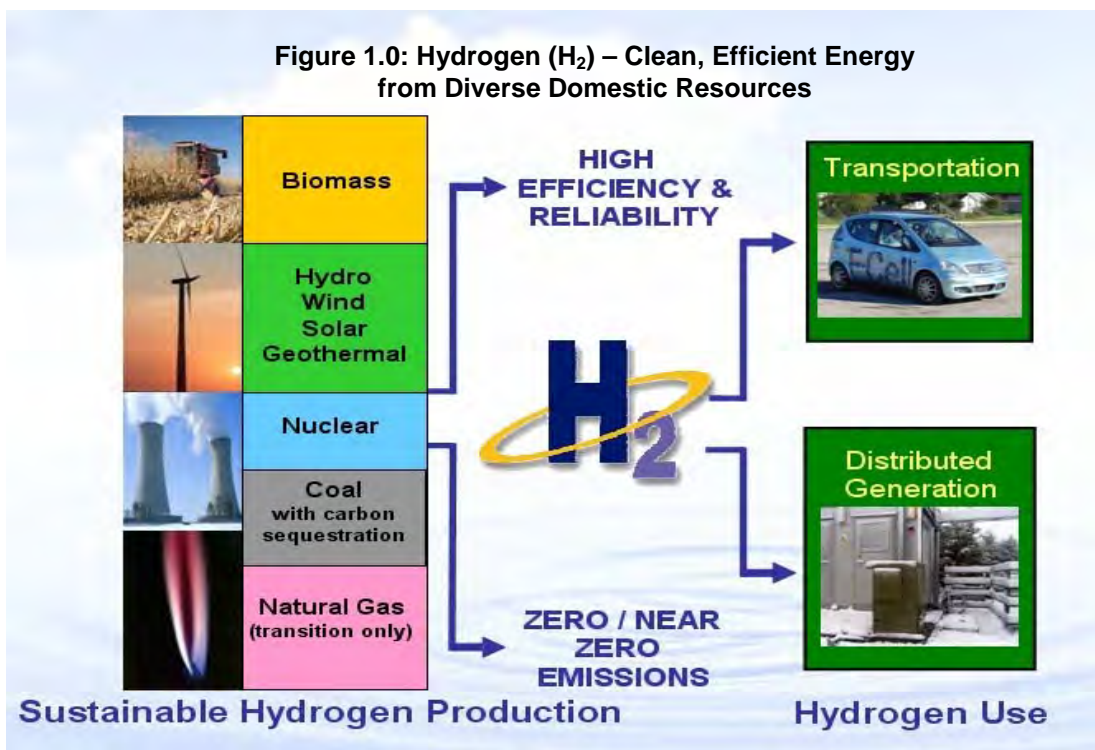 Figure 1.0: Hydrogen (H₂) – Clean, Efficient Energy
from Diverse Domestic Resources
Biomass
Hydro
Wind
Solar
Geothermal
Nuclear
Coal
with carbon
sequestration
Natural Gas
(transition only)
Sustainable Hydrogen Production
HIGH
EFFICIENCY &
RELIABILITY
H2
ZERO / NEAR
ZERO
EMISSIONS
Transportation
F-Cell
Distributed
Generation
Hydrogen Use